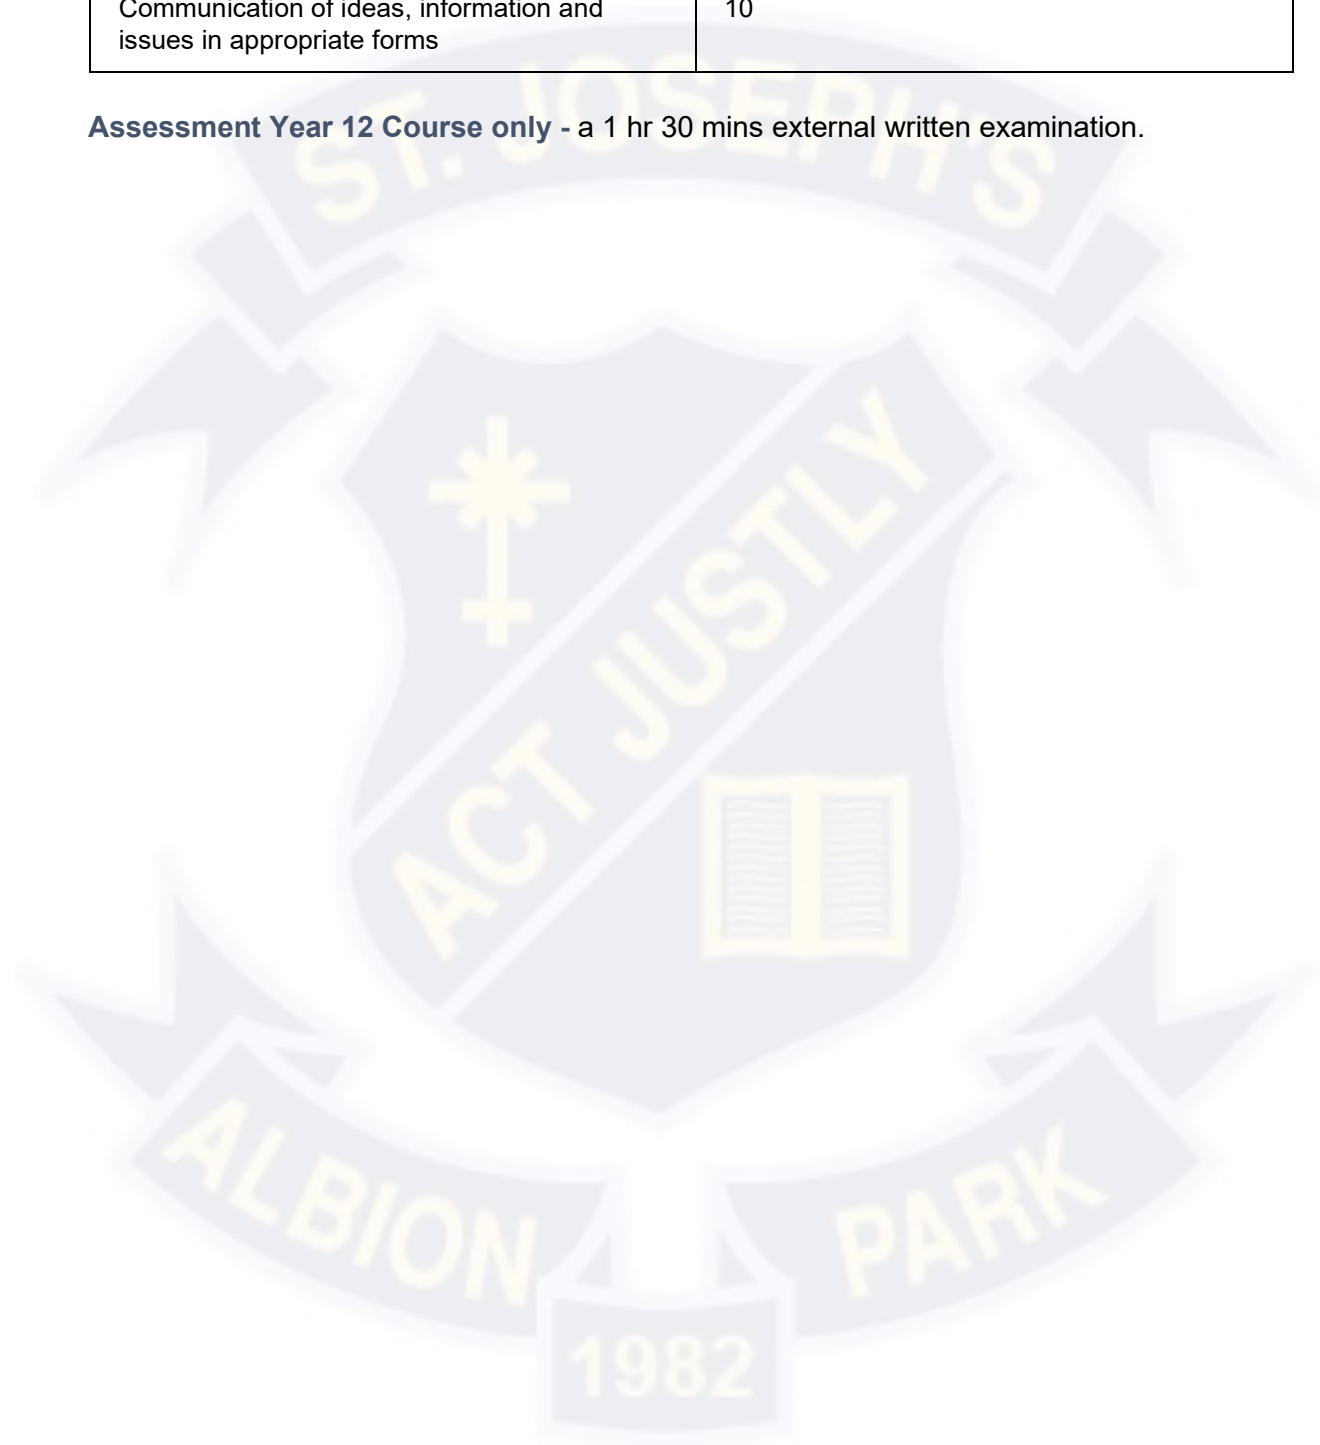 Communication of ideas, information and 10
issues in appropriate forms
Assessment Year 12 Course only - a 1 hr 30 mins external written examination.
ST. JOSEPH'S
ACT JUSTLY
ALBION PARK
1982